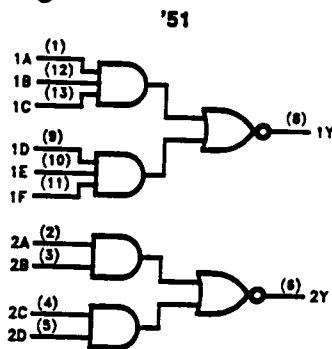 '51
1A (1)
1B (12)
1C (13)
(8) 1Y
1D (9)
1E (10)
1F (11)
2A (2)
2B (3)
(6) 2Y
2C (4)
2D (5)